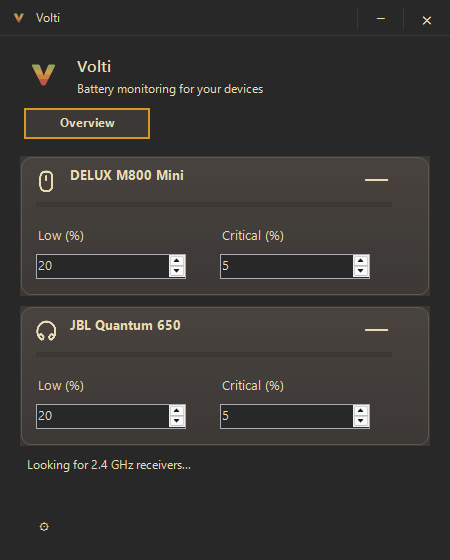 Volti
Volti
Battery monitoring for your devices
Overview
DELUX M800 Mini
Low (%) Critical (%)
20 5
JBL Quantum 650
Low (%) Critical (%)
20 5
Looking for 2.4 GHz receivers...